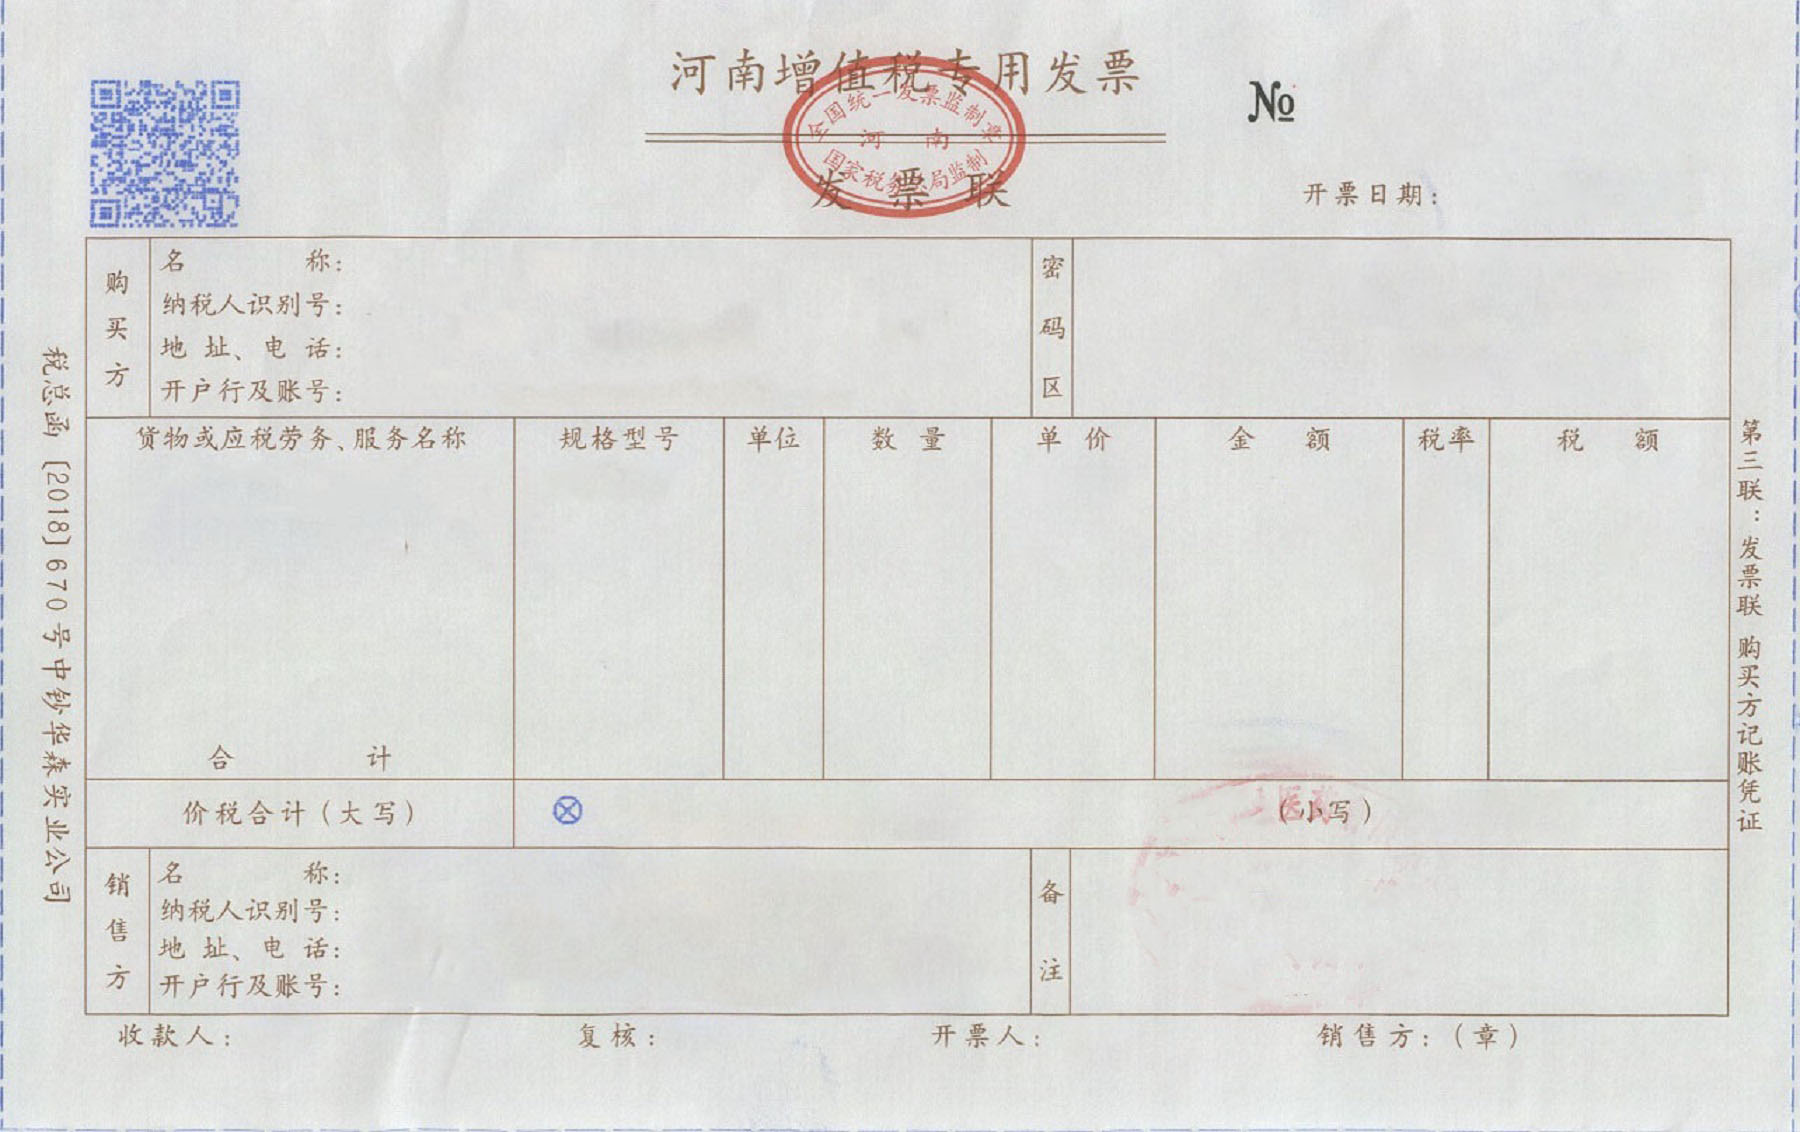 河南增值税专用发票
全国统一发票监制章
河 南
国家税务总局监制
发 票 联
№
开票日期：
购买方
名 称：
纳税人识别号：
地 址、电 话：
开户行及账号：
密码区
货物或应税劳务、服务名称 规格型号 单位 数 量 单 价 金 额 税率 税 额
合 计
价税合计（大写） （小写）
销售方
名 称：
纳税人识别号：
地 址、电 话：
开户行及账号：
备注
收款人： 复核： 开票人： 销售方：（章）
税总函〔2018〕670号中钞华森实业公司
第三联：发票联 购买方记账凭证
医药